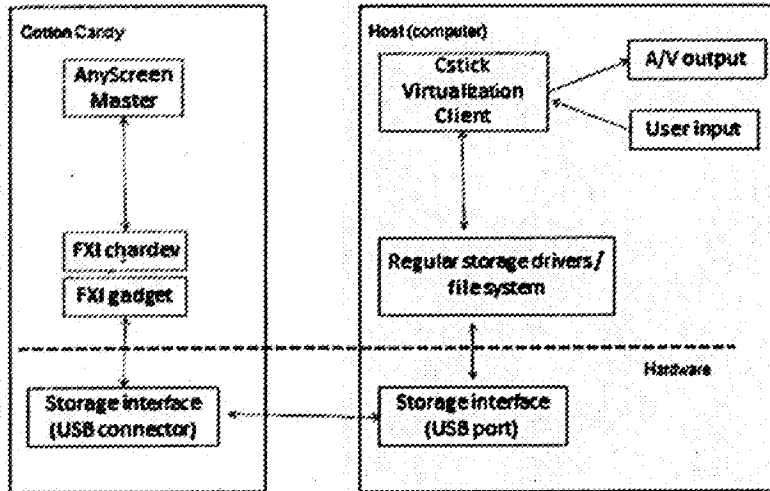 Cotton Candy
AnyScreen
Master
FXI chardev
FXI gadget
Storage interface
(USB connector)
Host (computer)
Cstick
Virtualization
Client
A/V output
User input
Regular storage drivers/
file system
Hardware
Storage interface
(USB port)